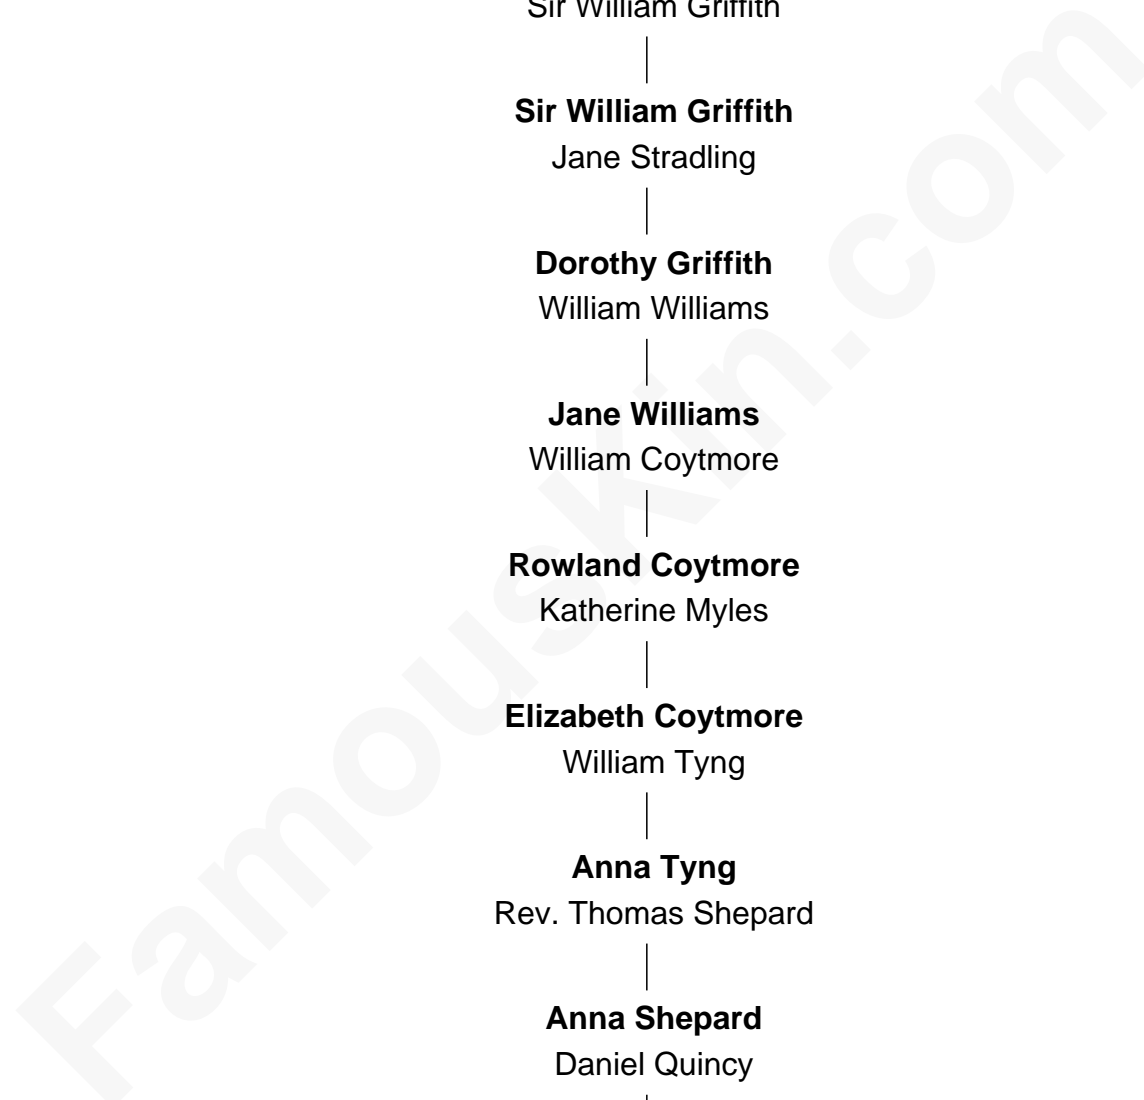 Sir William Griffith
Sir William Griffith
Jane Stradling
Dorothy Griffith
William Williams
Jane Williams
William Coytmore
Rowland Coytmore
Katherine Myles
Elizabeth Coytmore
William Tyng
Anna Tyng
Rev. Thomas Shepard
Anna Shepard
Daniel Quincy
FamousKin.com